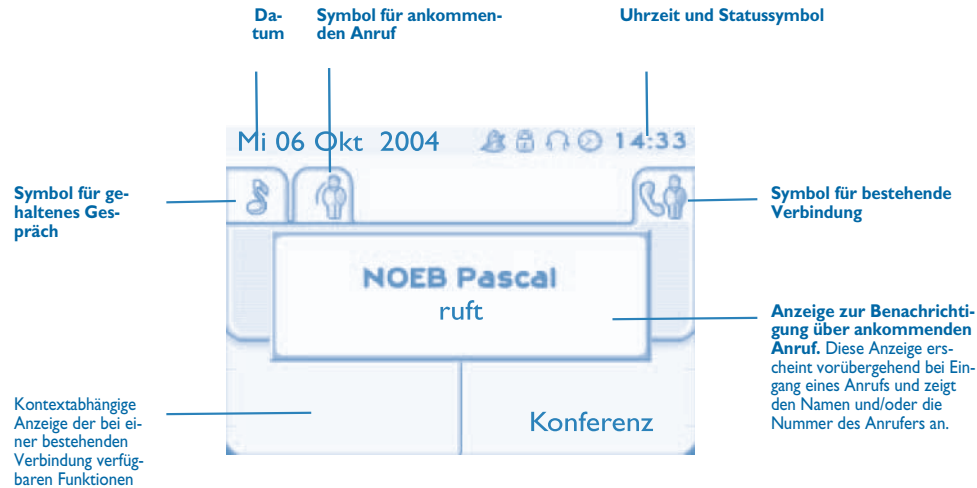 Da-
tum
Symbol für ankommen-
den Anruf
Uhrzeit und Statussymbol
Mi 06 Okt 2004
14:33
Symbol für ge-
haltenes Ges-
präch
Symbol für bestehende
Verbindung
NOEB Pascal
ruft
Anzeige zur Benachrichti-
gung über ankommenden
Anruf. Diese Anzeige ers-
cheint vorübergehend bei Ein-
gang eines Anrufs und zeigt
den Namen und/oder die
Nummer des Anrufers an.
Kontextabhängige
Anzeige der bei ei-
ner bestehenden
Verbindung verfüg-
baren Funktionen
Konferenz